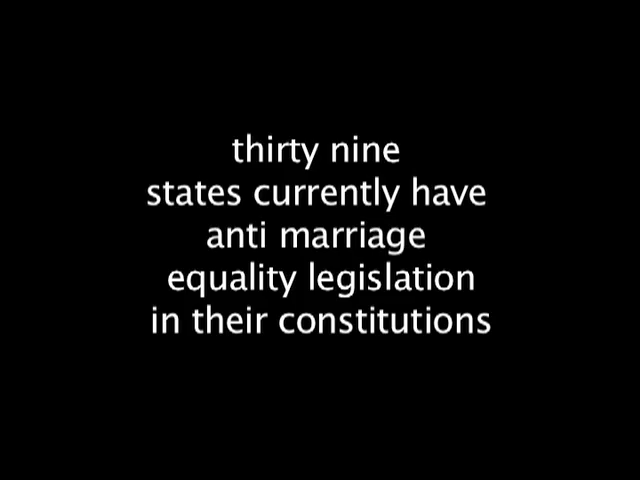 thirty nine
states currently have
anti marriage
equality legislation
in their constitutions